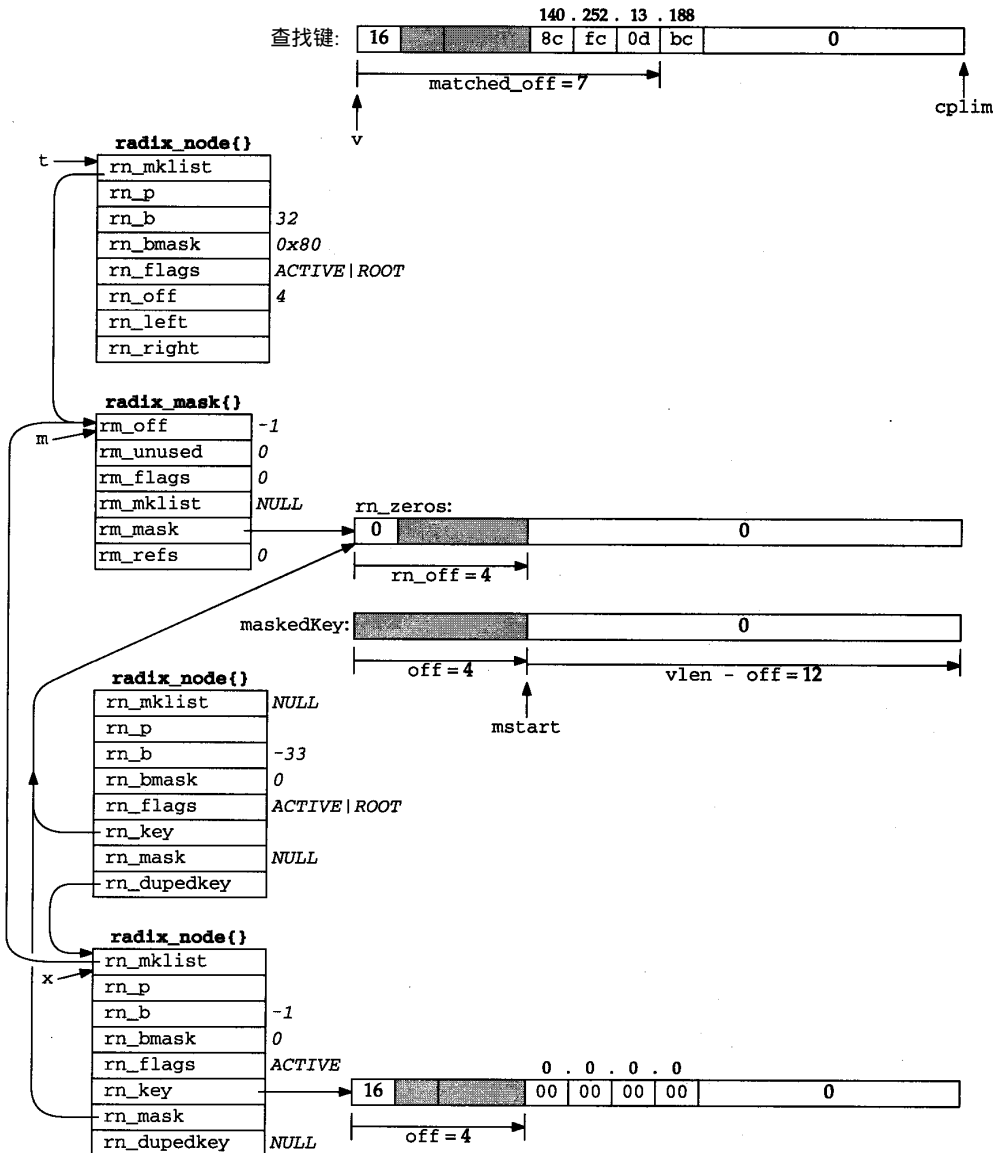 140 . 252 . 13 . 188
查找键: 16 8c fc 0d bc 0
matched_off = 7
cplim
v
radix_node{}
t
rn_mklist
rn_p
rn_b 32
rn_bmask 0x80
rn_flags ACTIVE|ROOT
rn_off 4
rn_left
rn_right
radix_mask{}
rm_off -1
m
rm_unused 0
rm_flags 0
rm_mklist NULL
rn_zeros:
rm_mask 0 0
rm_refs 0
rn_off = 4
maskedKey: 0
off = 4 vlen - off = 12
radix_node{}
rn_mklist NULL
mstart
rn_p
rn_b -33
rn_bmask 0
rn_flags ACTIVE|ROOT
rn_key
rn_mask NULL
rn_dupedkey
radix_node{}
rn_mklist
x
rn_p
rn_b -1
rn_bmask 0
rn_flags ACTIVE
0 . 0 . 0 . 0
rn_key 16 00 00 00 00 0
rn_mask
off = 4
rn_dupedkey NULL